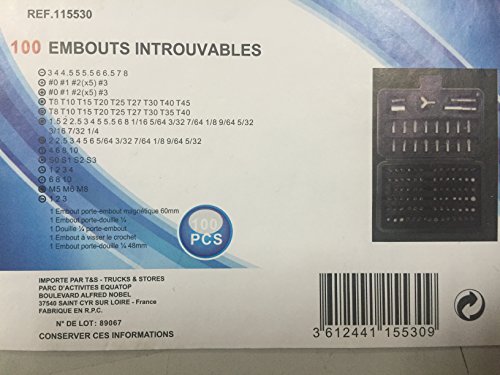 REF.115530
100 EMBOUTS INTROUVABLES
3 4 4.5 5 5.5 6 6.5 7 8
#0 #1 #2(x5) #3
#0 #1 #2(x5) #3
T8 T10 T15 T20 T25 T27 T30 T40 T45
T8 T10 T15 T20 T25 T27 T30 T35 T40
1.5 2 2.5 3 4 5 5.5 6 8 1/16 5/64 3/32 7/64 1/8 9/64 5/32
3/16 7/32 1/4
2 2.5 3 4 5 6 5/64 3/32 7/64 1/8 9/64 5/32
4 6 8 10
S0 S1 S2 S3
1 2 3 4
6 8 10
M5 M6 M8
1 2 3
1 Embout porte-embout magnétique 60mm
1 Embout porte-douille ¼
1 Douille ¼ porte-embout
1 Embout à visser le crochet
1 Embout porte-douille ¼ 48mm
100
PCS
IMPORTE PAR T&S - TRUCKS & STORES
PARC D'ACTIVITES EQUATOP
BOULEVARD ALFRED NOBEL
37540 SAINT CYR SUR LOIRE - France
FABRIQUE EN R.P.C.
N° DE LOT : 89067
CONSERVER CES INFORMATIONS
3 612441 155309